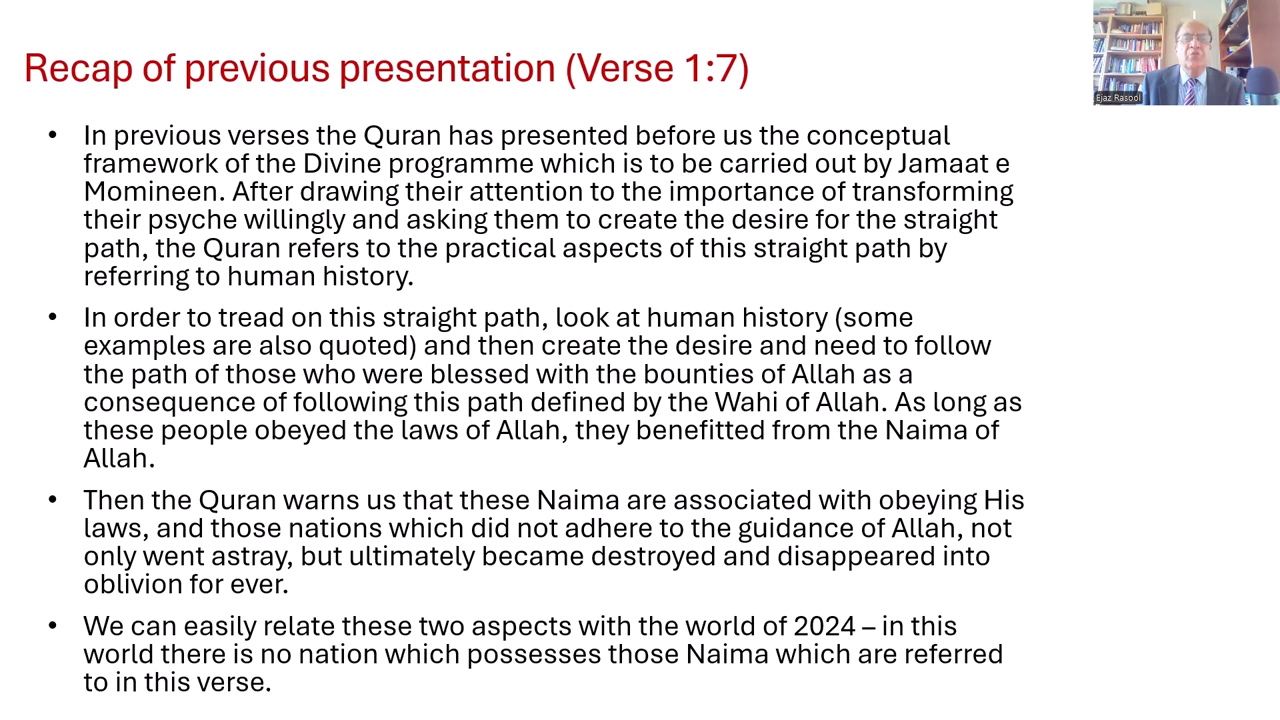 Recap of previous presentation (Verse 1:7)
• In previous verses the Quran has presented before us the conceptual
framework of the Divine programme which is to be carried out by Jamaat e
Momineen. After drawing their attention to the importance of transforming
their psyche willingly and asking them to create the desire for the straight
path, the Quran refers to the practical aspects of this straight path by
referring to human history.
• In order to tread on this straight path, look at human history (some
examples are also quoted) and then create the desire and need to follow
the path of those who were blessed with the bounties of Allah as a
consequence of following this path defined by the Wahi of Allah. As long as
these people obeyed the laws of Allah, they benefitted from the Naima of
Allah.
• Then the Quran warns us that these Naima are associated with obeying His
laws, and those nations which did not adhere to the guidance of Allah, not
only went astray, but ultimately became destroyed and disappeared into
oblivion for ever.
• We can easily relate these two aspects with the world of 2024 – in this
world there is no nation which possesses those Naima which are referred
to in this verse.
Ejaz Rasool